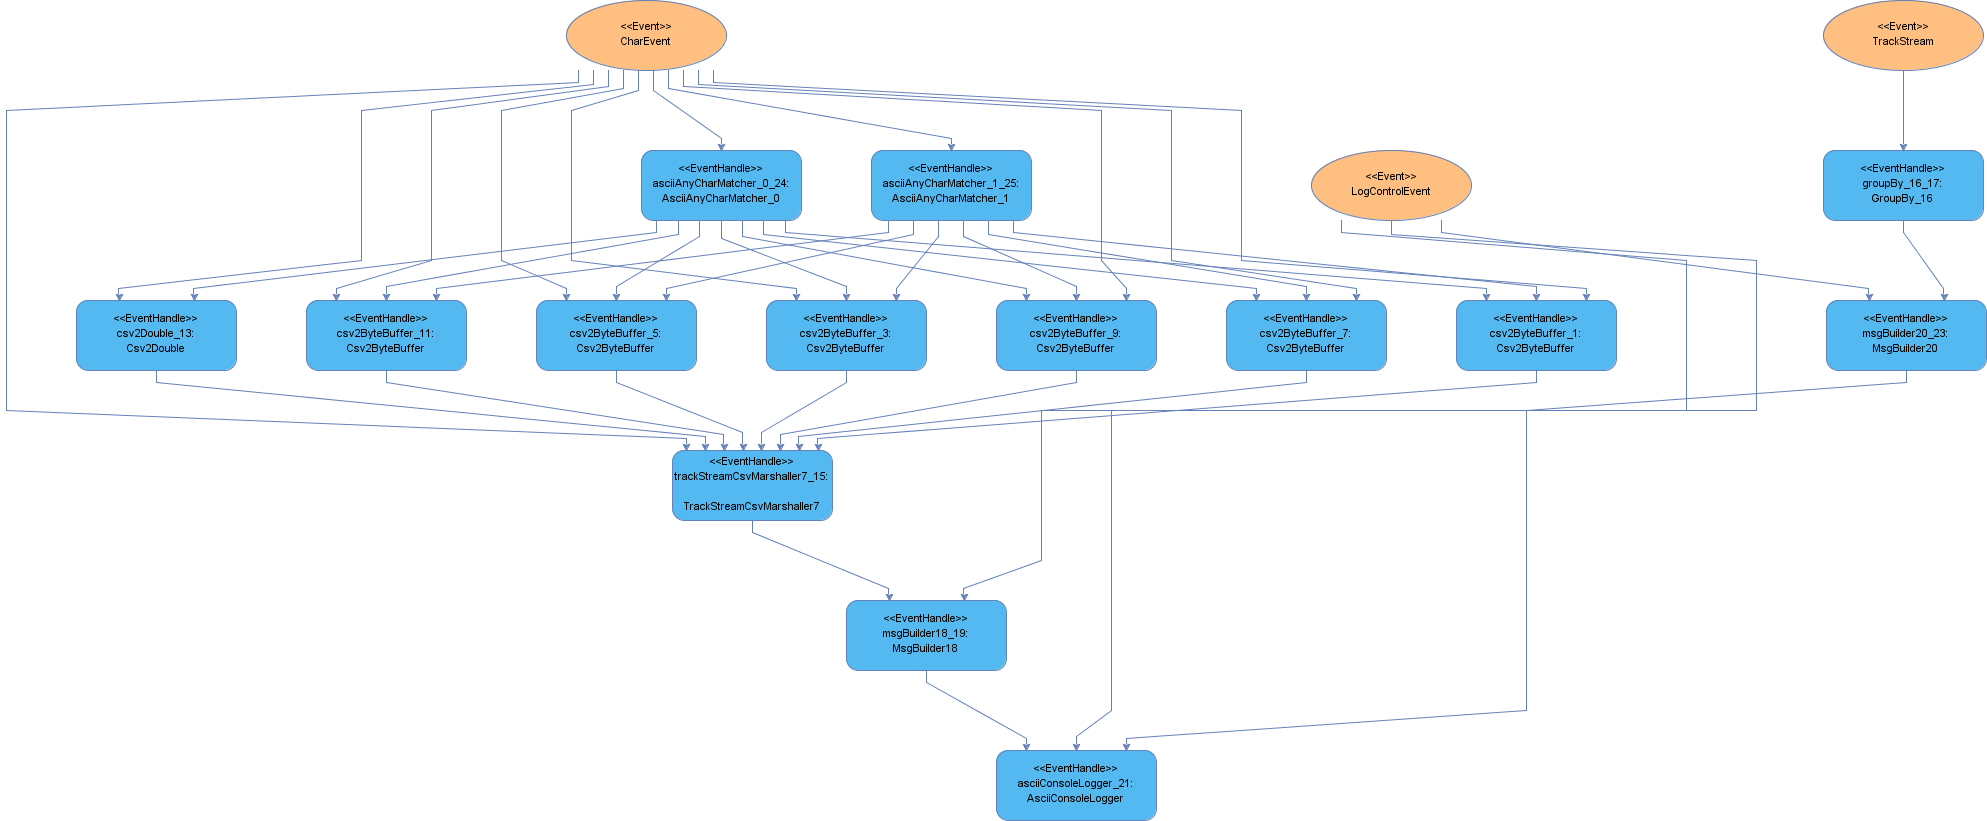 <<Event>>
CharEvent
<<Event>>
TrackStream
<<EventHandle>>
asciiAnyCharMatcher_0_24:
AsciiAnyCharMatcher_0
<<EventHandle>>
asciiAnyCharMatcher_1_25:
AsciiAnyCharMatcher_1
<<Event>>
LogControlEvent
<<EventHandle>>
groupBy_16_17:
GroupBy_16
<<EventHandle>>
csv2Double_13:
Csv2Double
<<EventHandle>>
csv2ByteBuffer_11:
Csv2ByteBuffer
<<EventHandle>>
csv2ByteBuffer_5:
Csv2ByteBuffer
<<EventHandle>>
csv2ByteBuffer_3:
Csv2ByteBuffer
<<EventHandle>>
csv2ByteBuffer_9:
Csv2ByteBuffer
<<EventHandle>>
csv2ByteBuffer_7:
Csv2ByteBuffer
<<EventHandle>>
csv2ByteBuffer_1:
Csv2ByteBuffer
<<EventHandle>>
msgBuilder20_23:
MsgBuilder20
<<EventHandle>>
trackStreamCsvMarshaller7_15:
TrackStreamCsvMarshaller7
<<EventHandle>>
msgBuilder18_19:
MsgBuilder18
<<EventHandle>>
asciiConsoleLogger_21:
AsciiConsoleLogger